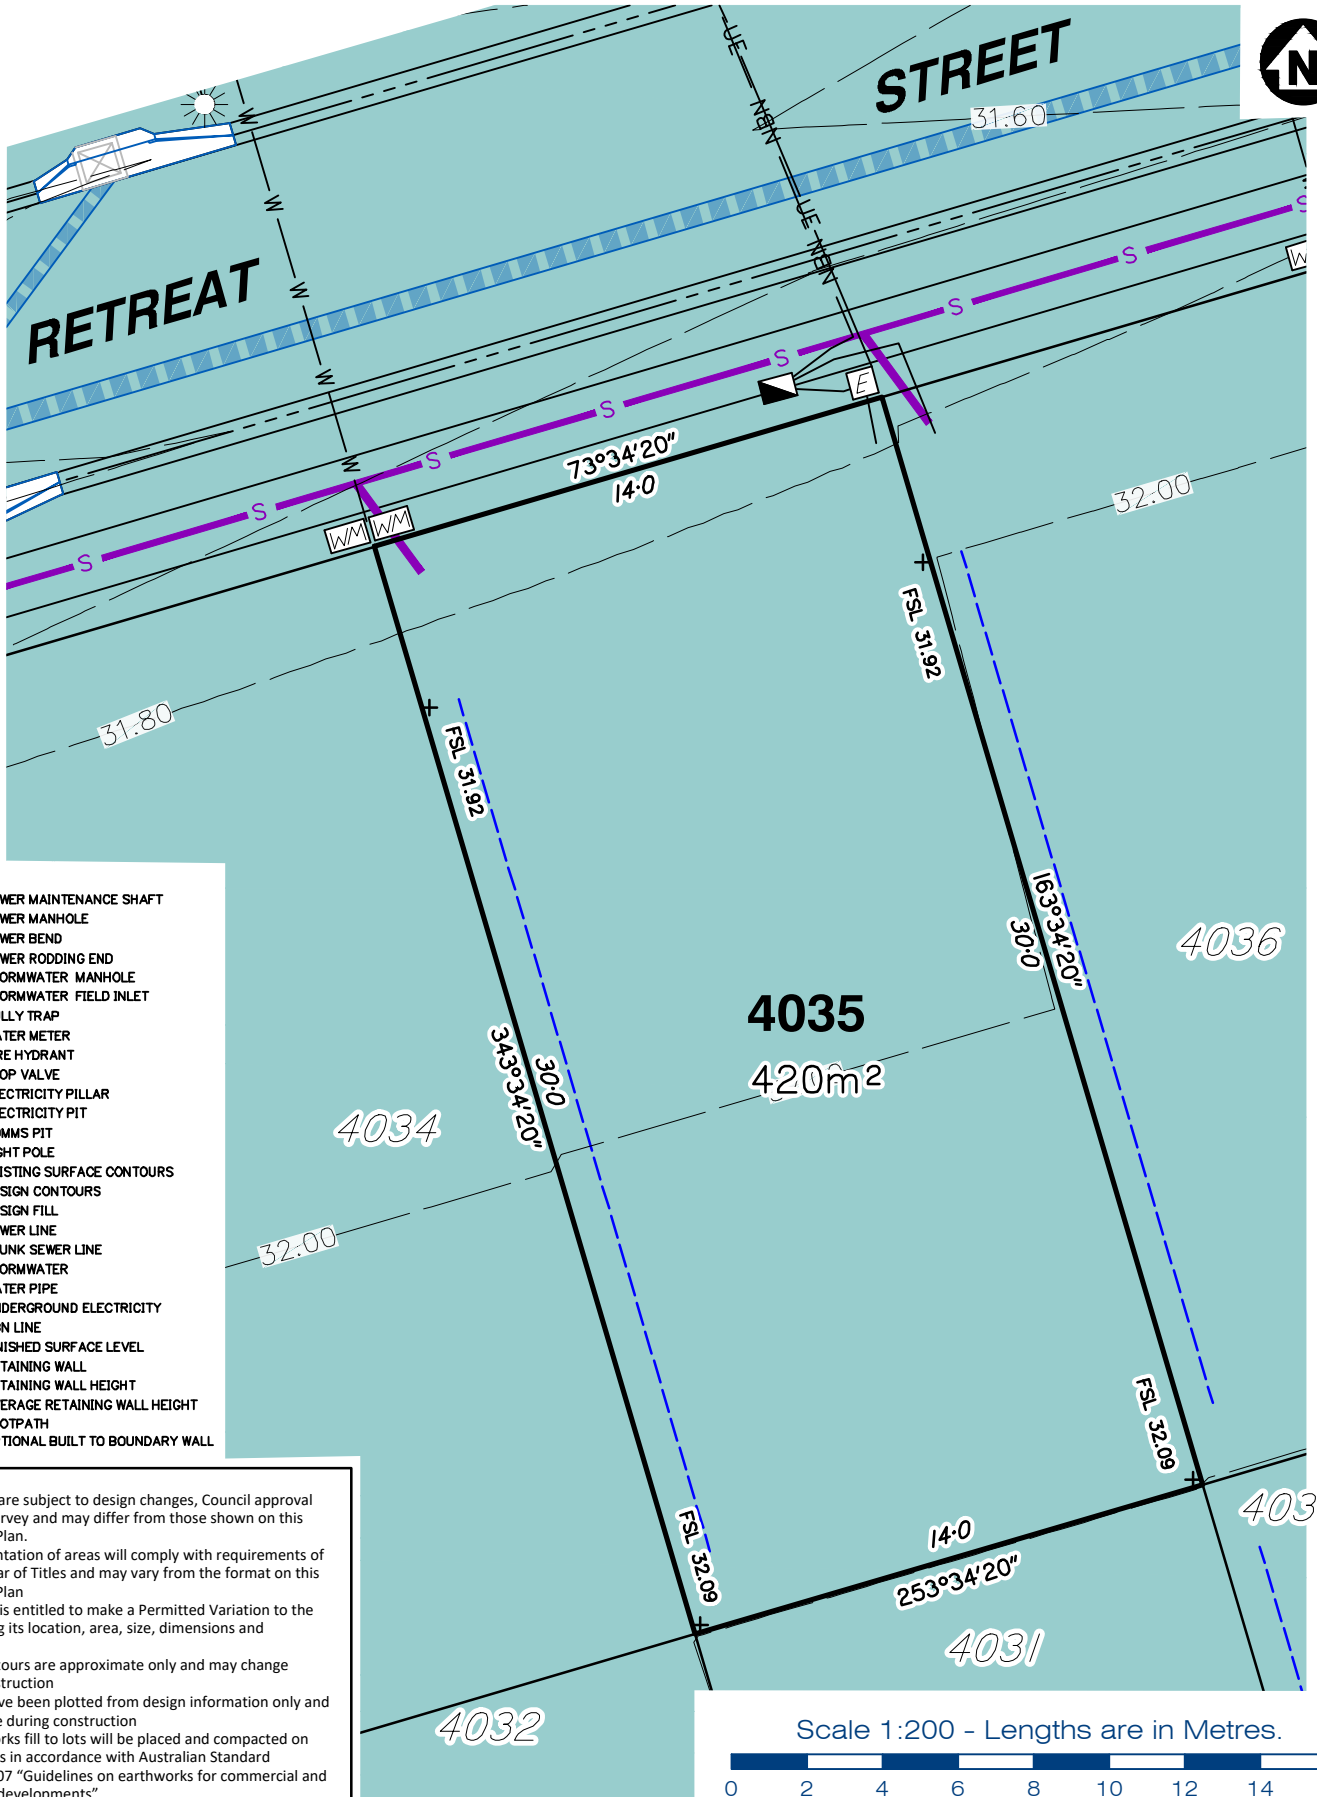 STREET
N
31.60
RETREAT
UE
NBN
UE
NBN
W
W
W
W
W
S
S
S
S
S
S
S
S
E
WM
WM
W
73°34'20"
14·0
32.00
31.80
FSL 31.92
FSL 31.92
163°34'20"
30·0
4036
4035
420m²
343°34'20"
30·0
4034
32.00
FSL 32.09
FSL 32.09
14·0
253°34'20"
403
4031
4032
WER MAINTENANCE SHAFT
WER MANHOLE
WER BEND
WER RODDING END
ORMWATER MANHOLE
ORMWATER FIELD INLET
LLY TRAP
TER METER
RE HYDRANT
OP VALVE
ECTRICITY PILLAR
ECTRICITY PIT
MMS PIT
GHT POLE
ISTING SURFACE CONTOURS
SIGN CONTOURS
SIGN FILL
WER LINE
UNK SEWER LINE
ORMWATER
TER PIPE
DERGROUND ELECTRICITY
N LINE
NISHED SURFACE LEVEL
TAINING WALL
TAINING WALL HEIGHT
ERAGE RETAINING WALL HEIGHT
OTPATH
TIONAL BUILT TO BOUNDARY WALL
are subject to design changes, Council approval
rvey and may differ from those shown on this
Plan.
ntation of areas will comply with requirements of
ar of Titles and may vary from the format on this
Plan
is entitled to make a Permitted Variation to the
g its location, area, size, dimensions and
tours are approximate only and may change
struction
ve been plotted from design information only and
e during construction
rks fill to lots will be placed and compacted on
s in accordance with Australian Standard
07 "Guidelines on earthworks for commercial and
developments"
Scale 1:200 - Lengths are in Metres.
0 2 4 6 8 10 12 14